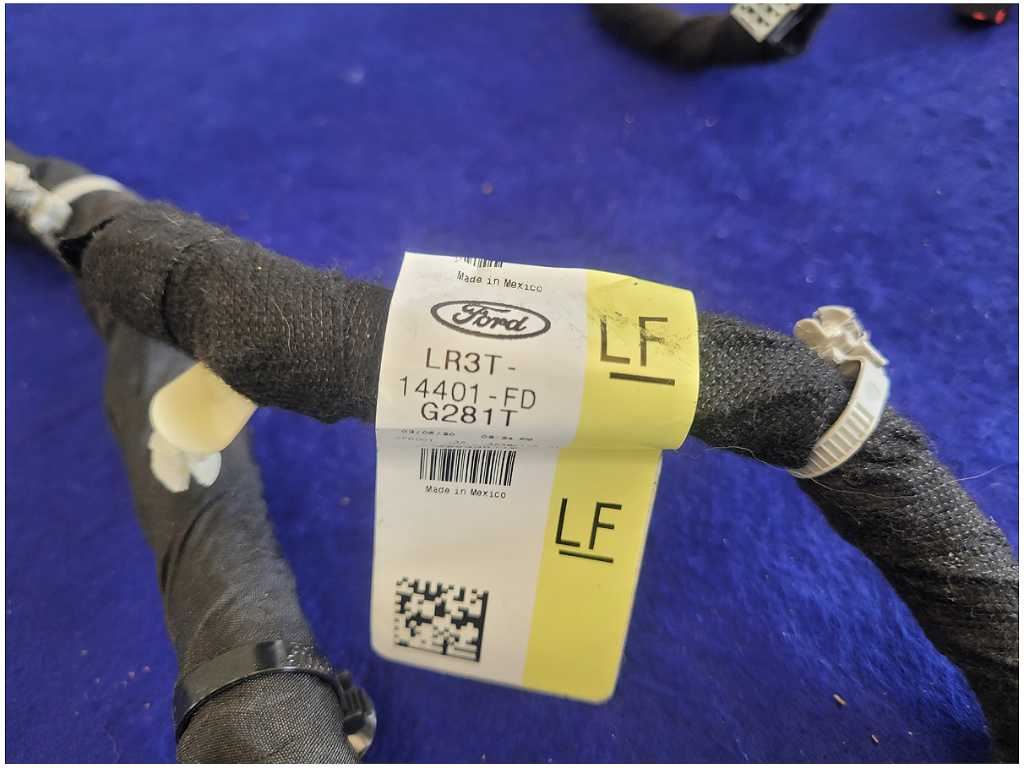 Made in Mexico
Ford
LF
LR3T-
14401-FD
G281T
Made in Mexico
LF